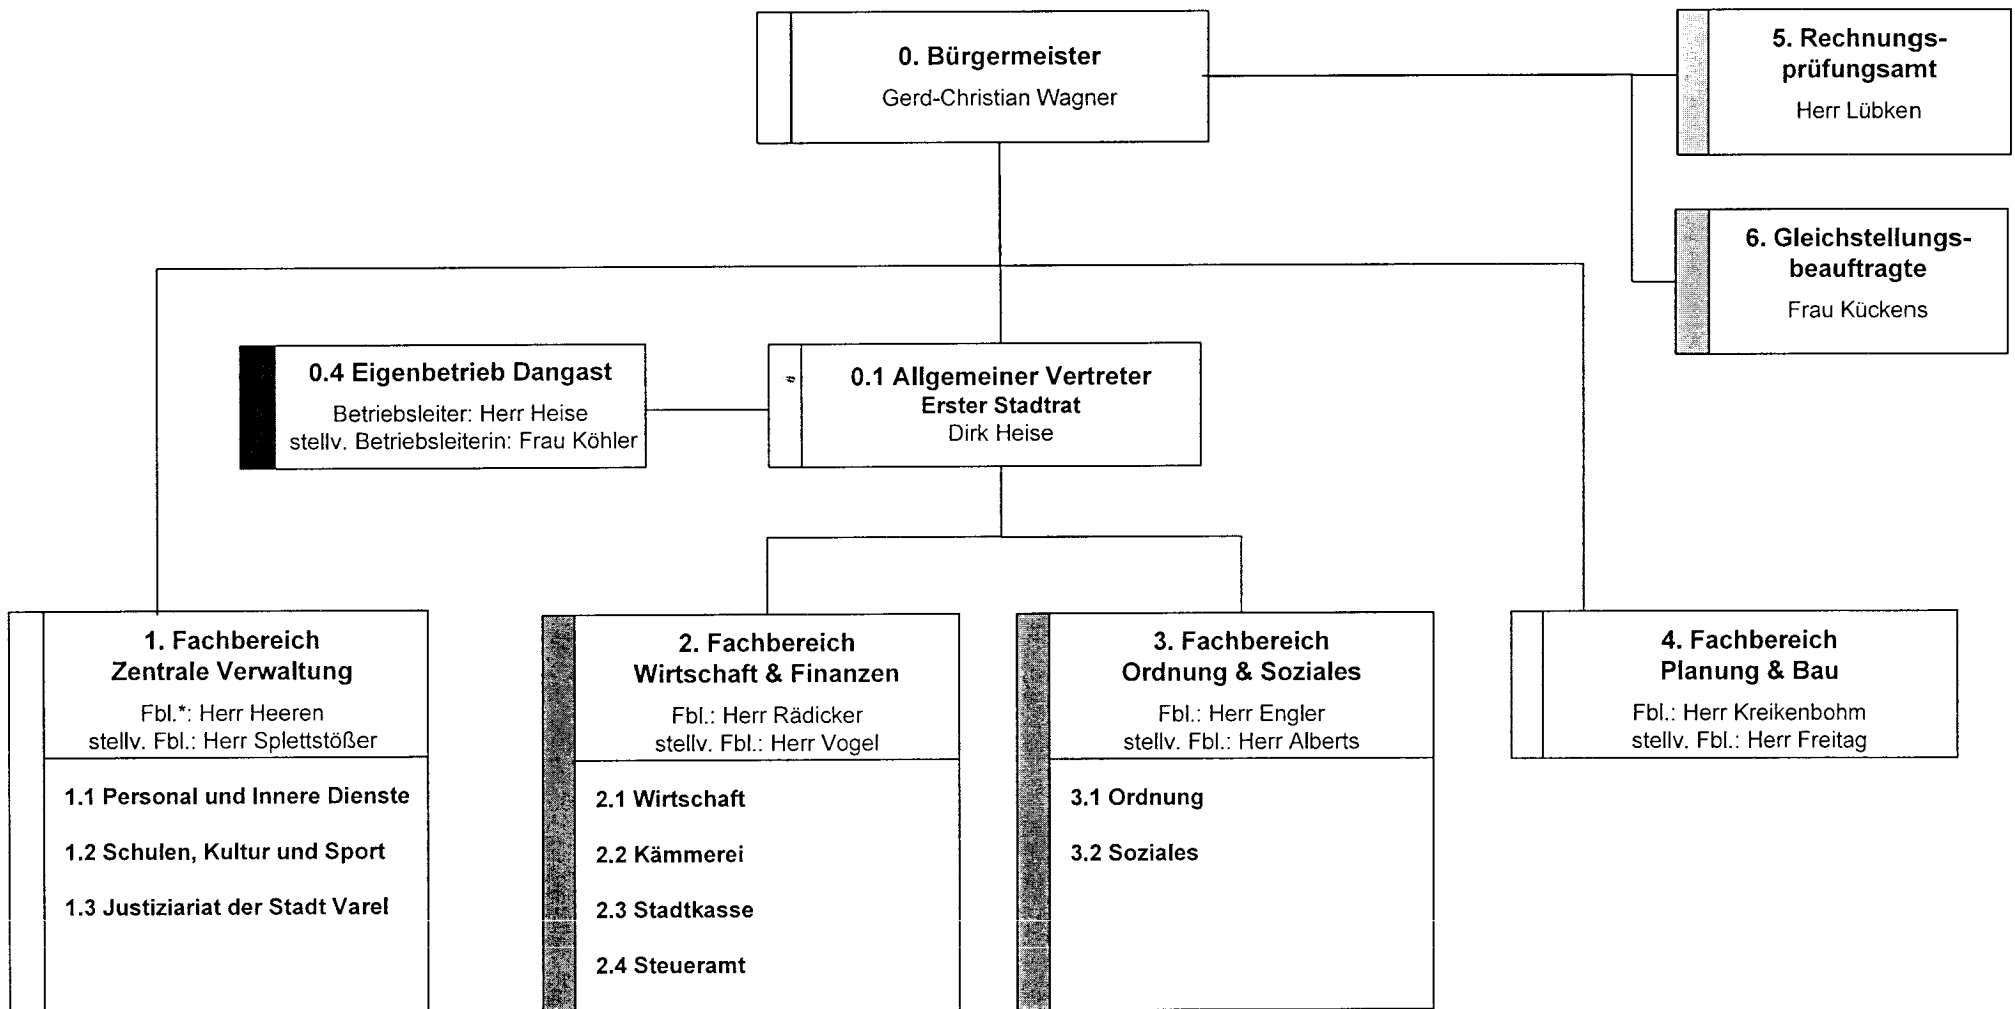 0. Bürgermeister
Gerd-Christian Wagner
5. Rechnungs-
prüfungsamt
Herr Lübken
6. Gleichstellungs-
beauftragte
Frau Kückens
0.4 Eigenbetrieb Dangast
Betriebsleiter: Herr Heise
stellv. Betriebsleiterin: Frau Köhler
0.1 Allgemeiner Vertreter
Erster Stadtrat
Dirk Heise
1. Fachbereich
Zentrale Verwaltung
Fbl.*: Herr Heeren
stellv. Fbl.: Herr Splettstößer
1.1 Personal und Innere Dienste
1.2 Schulen, Kultur und Sport
1.3 Justiziariat der Stadt Varel
2. Fachbereich
Wirtschaft & Finanzen
Fbl.: Herr Rädicker
stellv. Fbl.: Herr Vogel
2.1 Wirtschaft
2.2 Kämmerei
2.3 Stadtkasse
2.4 Steueramt
3. Fachbereich
Ordnung & Soziales
Fbl.: Herr Engler
stellv. Fbl.: Herr Alberts
3.1 Ordnung
3.2 Soziales
4. Fachbereich
Planung & Bau
Fbl.: Herr Kreikenbohm
stellv. Fbl.: Herr Freitag